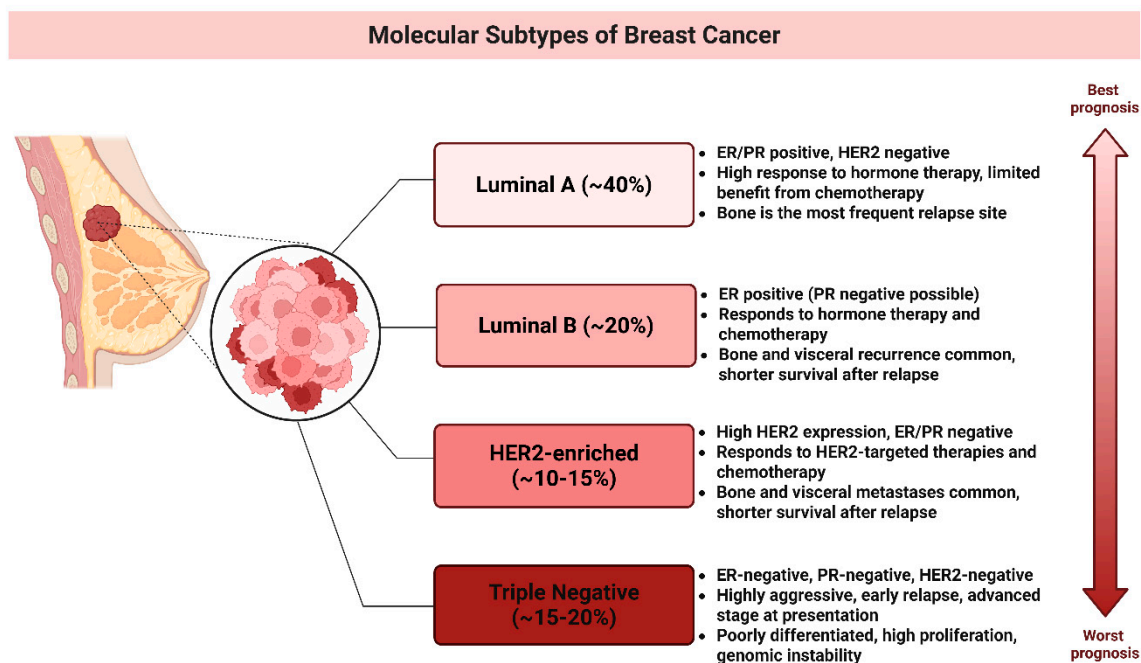 Molecular Subtypes of Breast Cancer
Best
prognosis
Luminal A (~40%)
• ER/PR positive, HER2 negative
• High response to hormone therapy, limited
benefit from chemotherapy
• Bone is the most frequent relapse site
Luminal B (~20%)
• ER positive (PR negative possible)
• Responds to hormone therapy and
chemotherapy
• Bone and visceral recurrence common,
shorter survival after relapse
HER2-enriched
(~10-15%)
• High HER2 expression, ER/PR negative
• Responds to HER2-targeted therapies and
chemotherapy
• Bone and visceral metastases common,
shorter survival after relapse
Triple Negative
(~15-20%)
• ER-negative, PR-negative, HER2-negative
• Highly aggressive, early relapse, advanced
stage at presentation
• Poorly differentiated, high proliferation,
genomic instability
Worst
prognosis